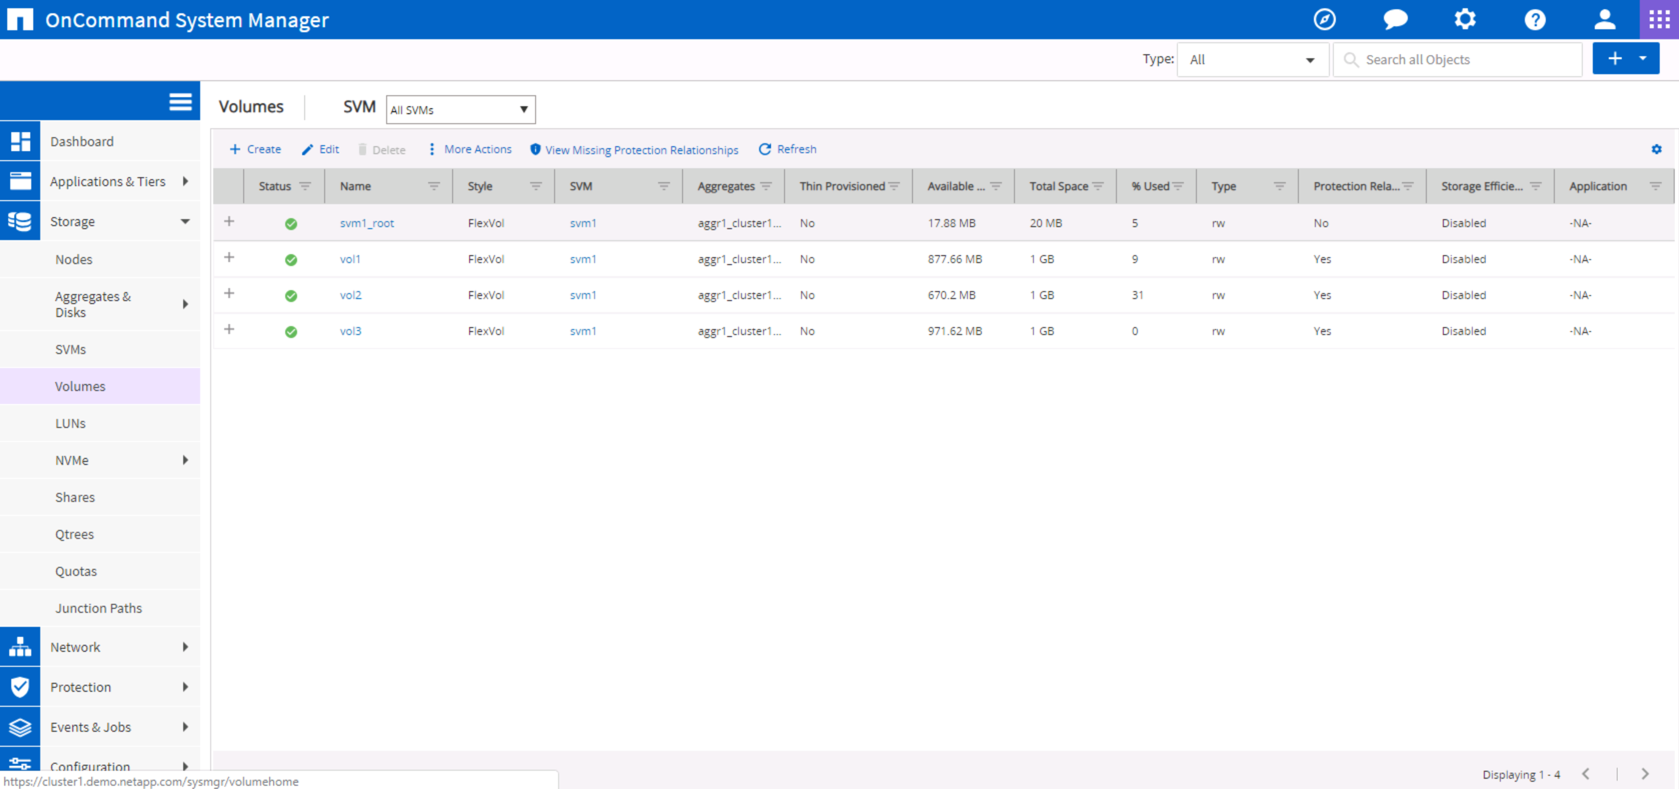 OnCommand System Manager
Type: All Search all Objects
Volumes SVM All SVMs
Create Edit Delete More Actions View Missing Protection Relationships Refresh
Status Name Style SVM Aggregates Thin Provisioned Available ... Total Space % Used Type Protection Rela... Storage Efficie... Application
svm1_root FlexVol svm1 aggr1_cluster1... No 17.88 MB 20 MB 5 rw No Disabled -NA-
vol1 FlexVol svm1 aggr1_cluster1... No 877.66 MB 1 GB 9 rw Yes Disabled -NA-
vol2 FlexVol svm1 aggr1_cluster1... No 670.2 MB 1 GB 31 rw Yes Disabled -NA-
vol3 FlexVol svm1 aggr1_cluster1... No 971.62 MB 1 GB 0 rw Yes Disabled -NA-
Dashboard
Applications & Tiers
Storage
Nodes
Aggregates &
Disks
SVMs
Volumes
LUNs
NVMe
Shares
Qtrees
Quotas
Junction Paths
Network
Protection
Events & Jobs
Configuration
https://cluster1.demo.netapp.com/sysmgr/volumehome
Displaying 1 - 4